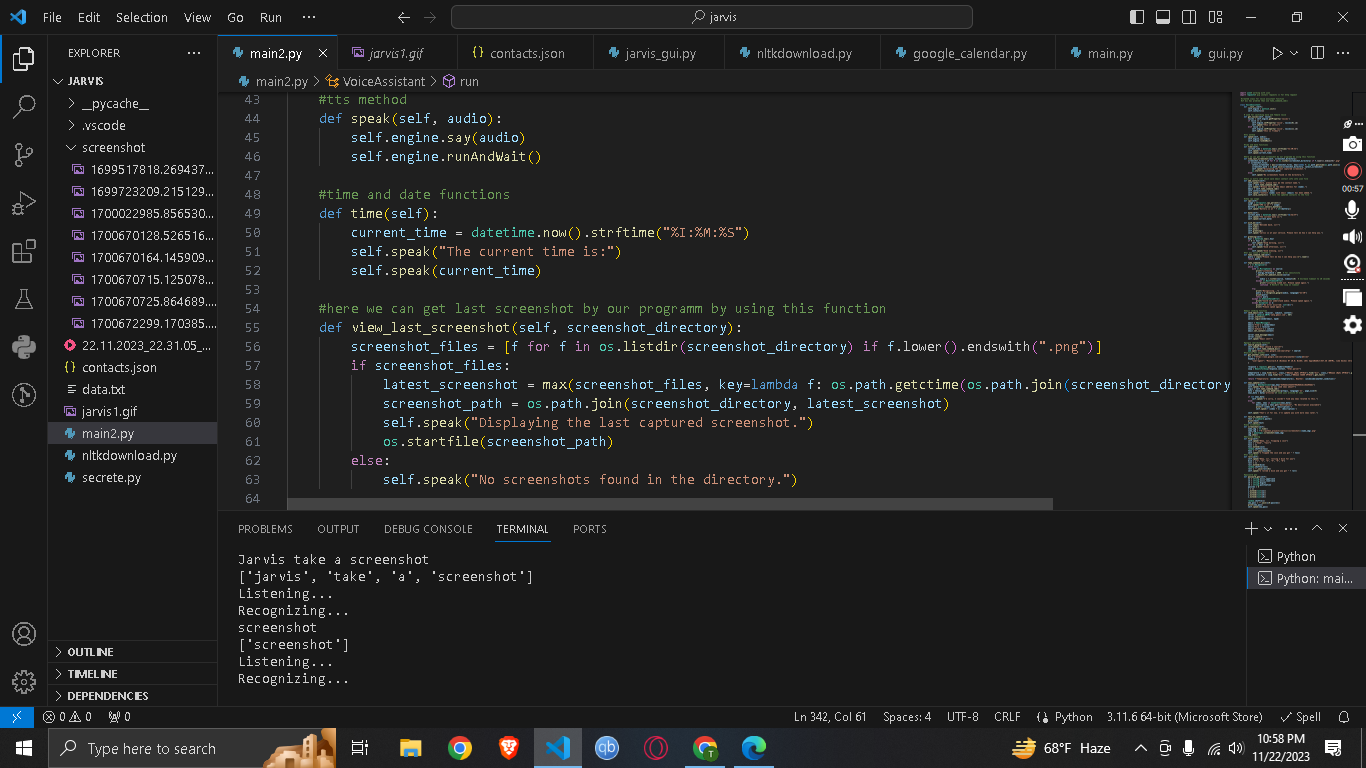 File Edit Selection View Go Run ··· jarvis
EXPLORER ···
main2.py jarvis1.gif contacts.json jarvis_gui.py nltkdownload.py google_calendar.py main.py gui.py
main2.py > VoiceAssistant > run
JARVIS
__pycache__
.vscode
screenshot
1699517818.269437...
1699723209.215129...
1700022985.856530...
1700670128.526516...
1700670164.145909...
1700670715.125078...
1700670725.864689...
1700672299.170385...
22.11.2023_22.31.05_...
contacts.json
data.txt
jarvis1.gif
main2.py
nltkdownload.py
secrete.py
OUTLINE
TIMELINE
DEPENDENCIES
43 #tts method
44 def speak(self, audio):
45 self.engine.say(audio)
46 self.engine.runAndWait()
47
48 #time and date functions
49 def time(self):
50 current_time = datetime.now().strftime("%I:%M:%S")
51 self.speak("The current time is:")
52 self.speak(current_time)
53
54 #here we can get last screenshot by our programm by using this function
55 def view_last_screenshot(self, screenshot_directory):
56 screenshot_files = [f for f in os.listdir(screenshot_directory) if f.lower().endswith(".png")]
57 if screenshot_files:
58 latest_screenshot = max(screenshot_files, key=lambda f: os.path.getctime(os.path.join(screenshot_directory
59 screenshot_path = os.path.join(screenshot_directory, latest_screenshot)
60 self.speak("Displaying the last captured screenshot.")
61 os.startfile(screenshot_path)
62 else:
63 self.speak("No screenshots found in the directory.")
64
00:57
PROBLEMS OUTPUT DEBUG CONSOLE TERMINAL PORTS
Jarvis take a screenshot
['jarvis', 'take', 'a', 'screenshot']
Listening...
Recognizing...
screenshot
['screenshot']
Listening...
Recognizing...
Python
Python: mai...
0 0 0 Ln 342, Col 61 Spaces: 4 UTF-8 CRLF Python 3.11.6 64-bit (Microsoft Store) Spell
Type here to search
68°F Haze
10:58 PM
11/22/2023